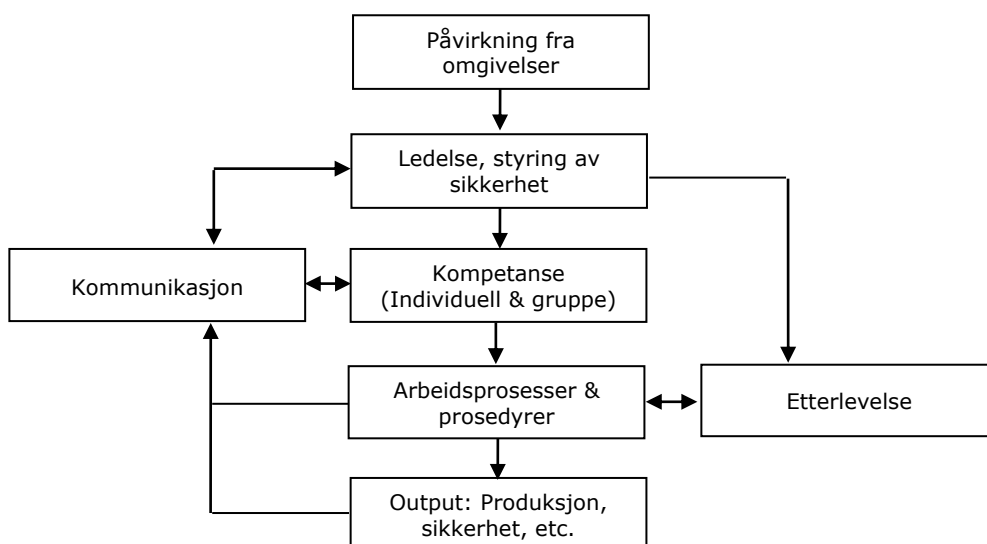 Påvirkning fra
omgivelser
Ledelse, styring av
sikkerhet
Kommunikasjon
Kompetanse
(Individuell & gruppe)
Arbeidsprosesser &
prosedyrer
Etterlevelse
Output: Produksjon,
sikkerhet, etc.